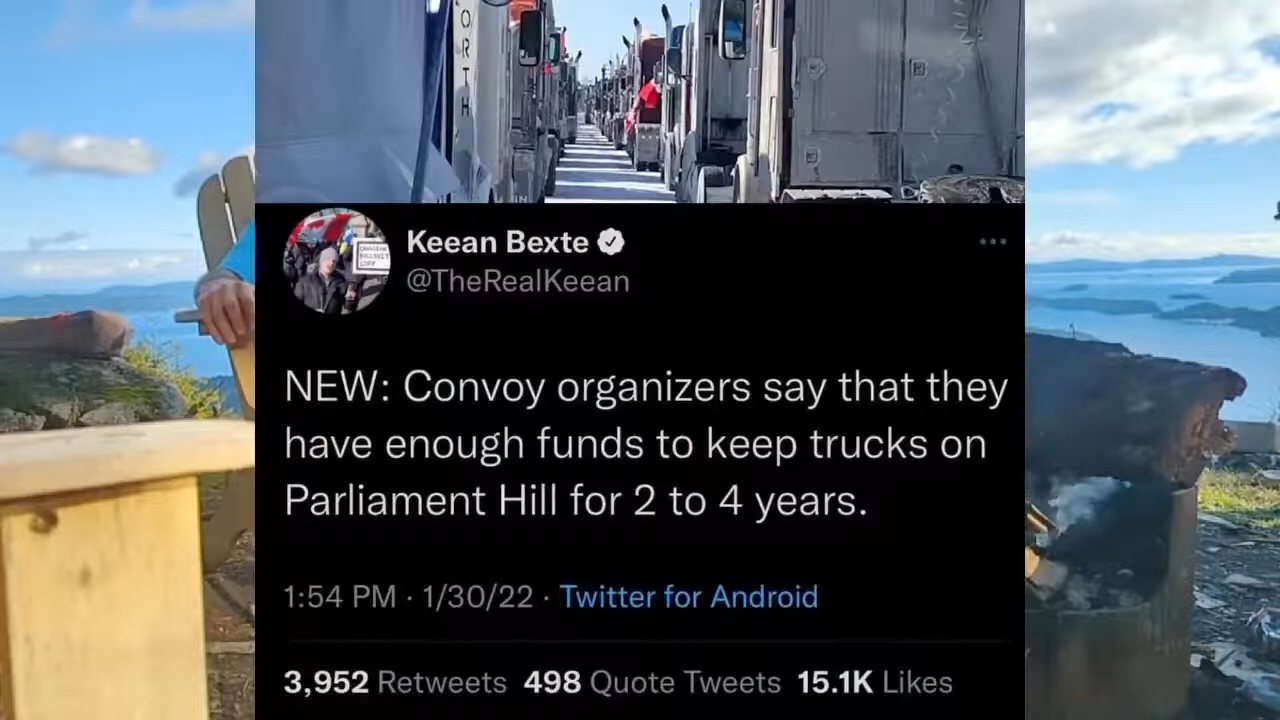 ORTH
Keean Bexte
@TheRealKeean
NEW: Convoy organizers say that they
have enough funds to keep trucks on
Parliament Hill for 2 to 4 years.
1:54 PM · 1/30/22 · Twitter for Android
3,952 Retweets 498 Quote Tweets 15.1K Likes